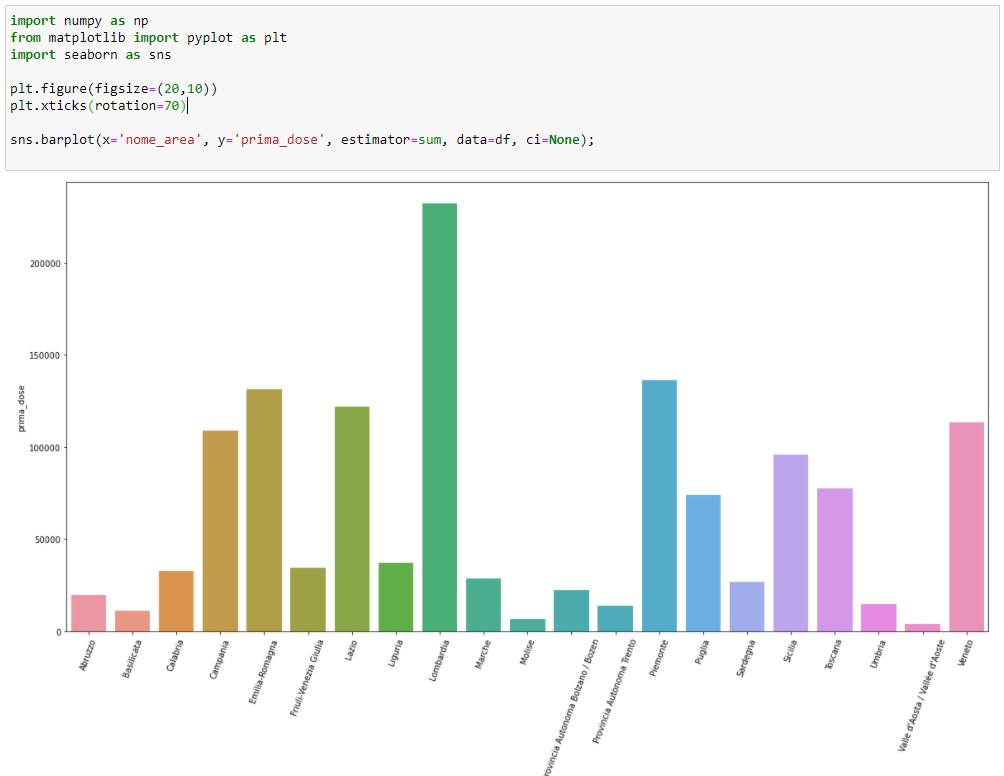 import numpy as np
from matplotlib import pyplot as plt
import seaborn as sns
plt.figure(figsize=(20,10))
plt.xticks(rotation=70)
sns.barplot(x='nome_area', y='prima_dose', estimator=sum, data=df, ci=None);
200000
150000
100000
50000
0
prima_dose
Abruzzo
Basilicata
Calabria
Campania
Emilia-Romagna
Friuli-Venezia Giulia
Lazio
Liguria
Lombardia
Marche
Molise
rovincia Autonoma Bolzano / Bozen
Provincia Autonoma Trento
Piemonte
Puglia
Sardegna
Sicilia
Toscana
Umbria
Valle d'Aosta / Vallée d'Aoste
Veneto